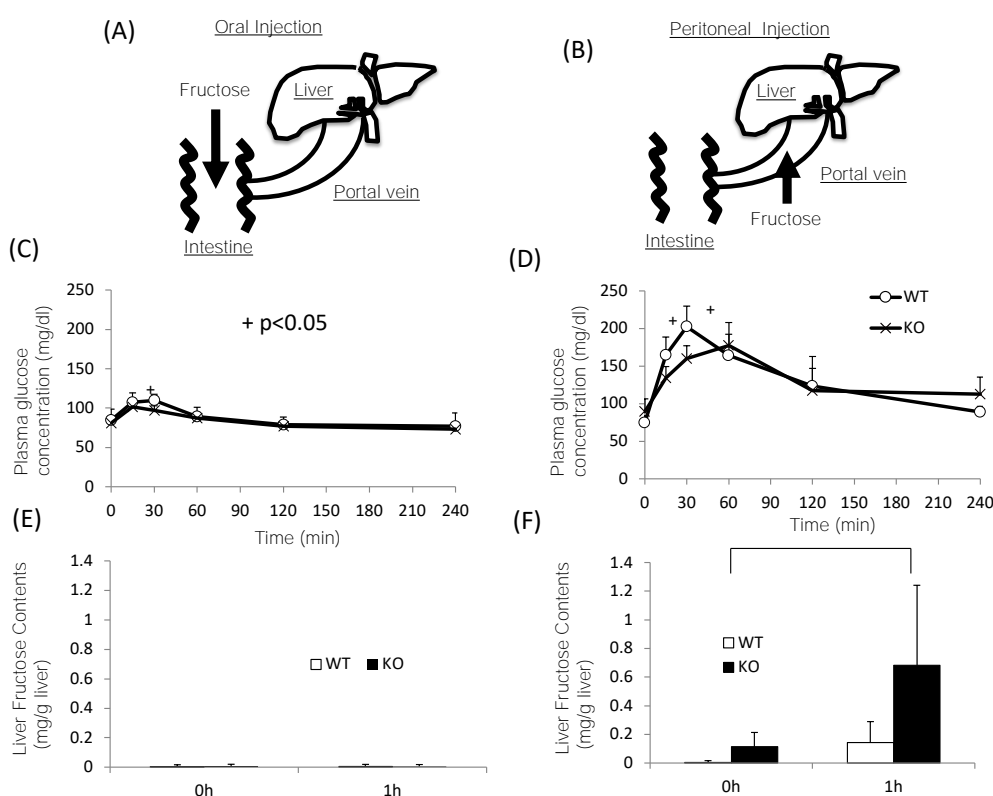 (A)
Oral Injection
Fructose
Liver
Portal vein
Intestine
(B)
Peritoneal Injection
Liver
Portal vein
Fructose
Intestine
(C)
Plasma glucose
concentration (mg/dl)
250
200
150
100
50
0
+ p<0.05
+
0 30 60 90 120 150 180 210 240
Time (min)
(D)
Plasma glucose
concentration (mg/dl)
250
200
150
100
50
0
+ +
WT
KO
0 30 60 90 120 150 180 210 240
Time (min)
(E)
Liver Fructose Contents
(mg/g liver)
1.4
1.2
1
0.8
0.6
0.4
0.2
0
WT KO
0h 1h
(F)
Liver Fructose Contents
(mg/g liver)
1.4
1.2
1
0.8
0.6
0.4
0.2
0
WT
KO
0h 1h